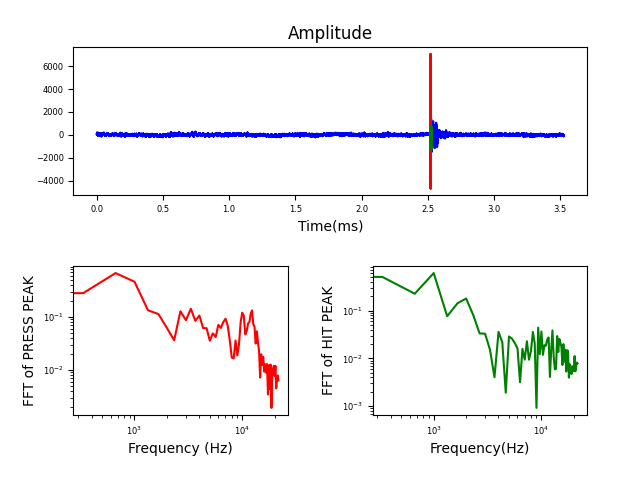 Amplitude
6000
4000
2000
0
−2000
−4000
0.0 0.5 1.0 1.5 2.0 2.5 3.0 3.5
Time(ms)
FFT of PRESS PEAK
10⁻¹
10⁻²
10³ 10⁴
Frequency (Hz)
FFT of HIT PEAK
10⁻¹
10⁻²
10⁻³
10³ 10⁴
Frequency(Hz)